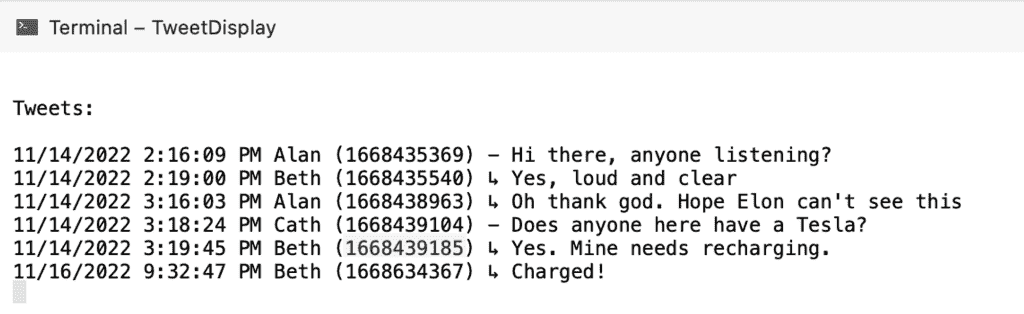 Terminal – TweetDisplay
Tweets:
11/14/2022 2:16:09 PM Alan (1668435369) – Hi there, anyone listening?
11/14/2022 2:19:00 PM Beth (1668435540) ↳ Yes, loud and clear
11/14/2022 3:16:03 PM Alan (1668438963) ↳ Oh thank god. Hope Elon can't see this
11/14/2022 3:18:24 PM Cath (1668439104) – Does anyone here have a Tesla?
11/14/2022 3:19:45 PM Beth (1668439185) ↳ Yes. Mine needs recharging.
11/16/2022 9:32:47 PM Beth (1668634367) ↳ Charged!